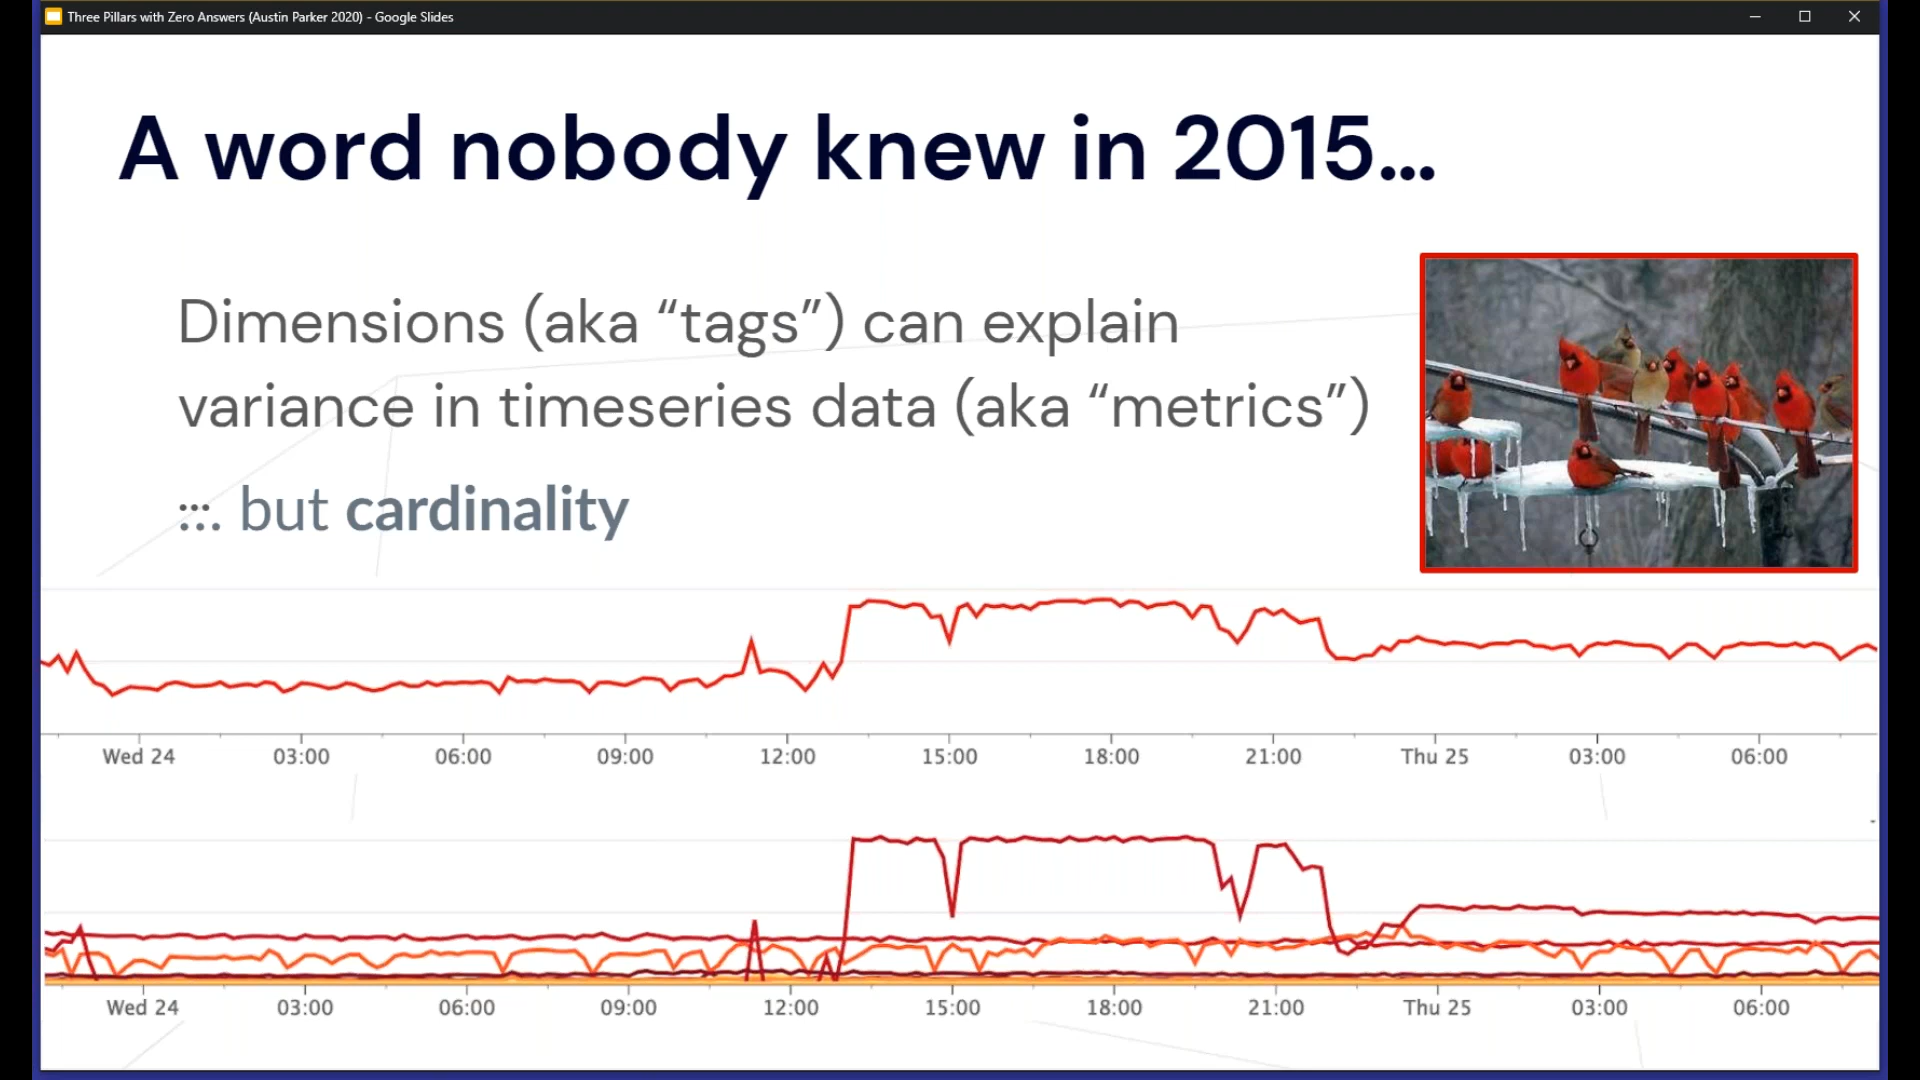 Three Pillars with Zero Answers (Austin Parker 2020) - Google Slides
A word nobody knew in 2015...
Dimensions (aka “tags”) can explain
variance in timeseries data (aka “metrics”)
... but cardinality
Wed 24 03:00 06:00 09:00 12:00 15:00 18:00 21:00 Thu 25 03:00 06:00
Wed 24 03:00 06:00 09:00 12:00 15:00 18:00 21:00 Thu 25 03:00 06:00